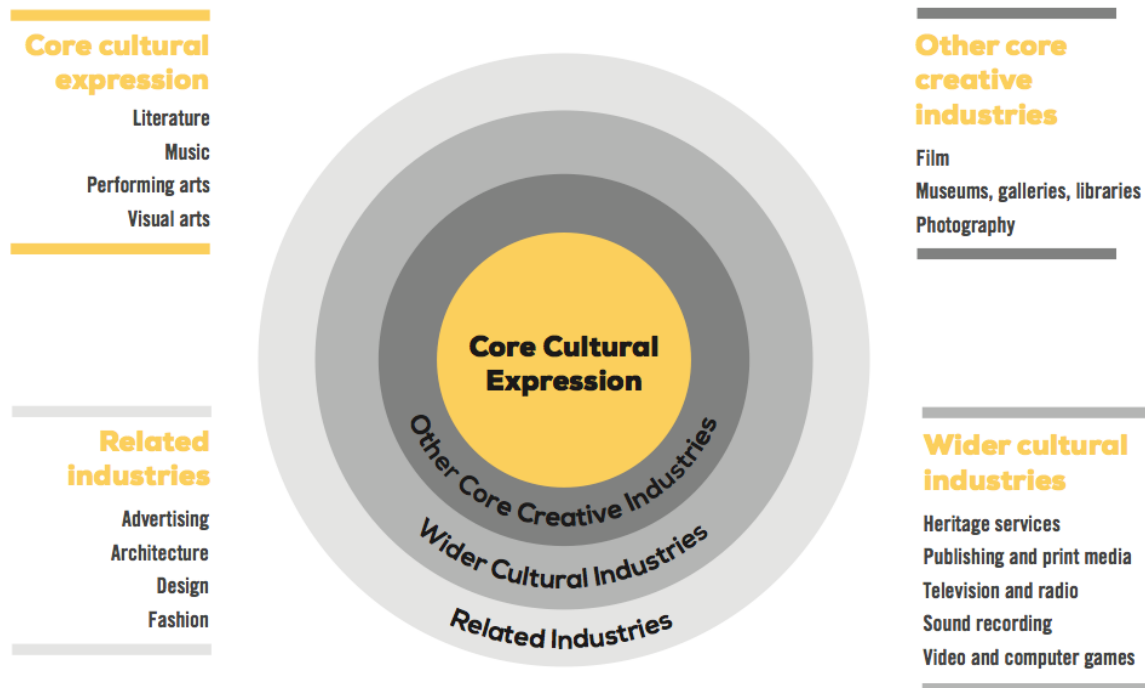 Core cultural
expression
Literature
Music
Performing arts
Visual arts
Other core
creative
industries
Film
Museums, galleries, libraries
Photography
Core Cultural
Expression
Other Core Creative Industries
Wider Cultural Industries
Related Industries
Related
industries
Advertising
Architecture
Design
Fashion
Wider cultural
industries
Heritage services
Publishing and print media
Television and radio
Sound recording
Video and computer games